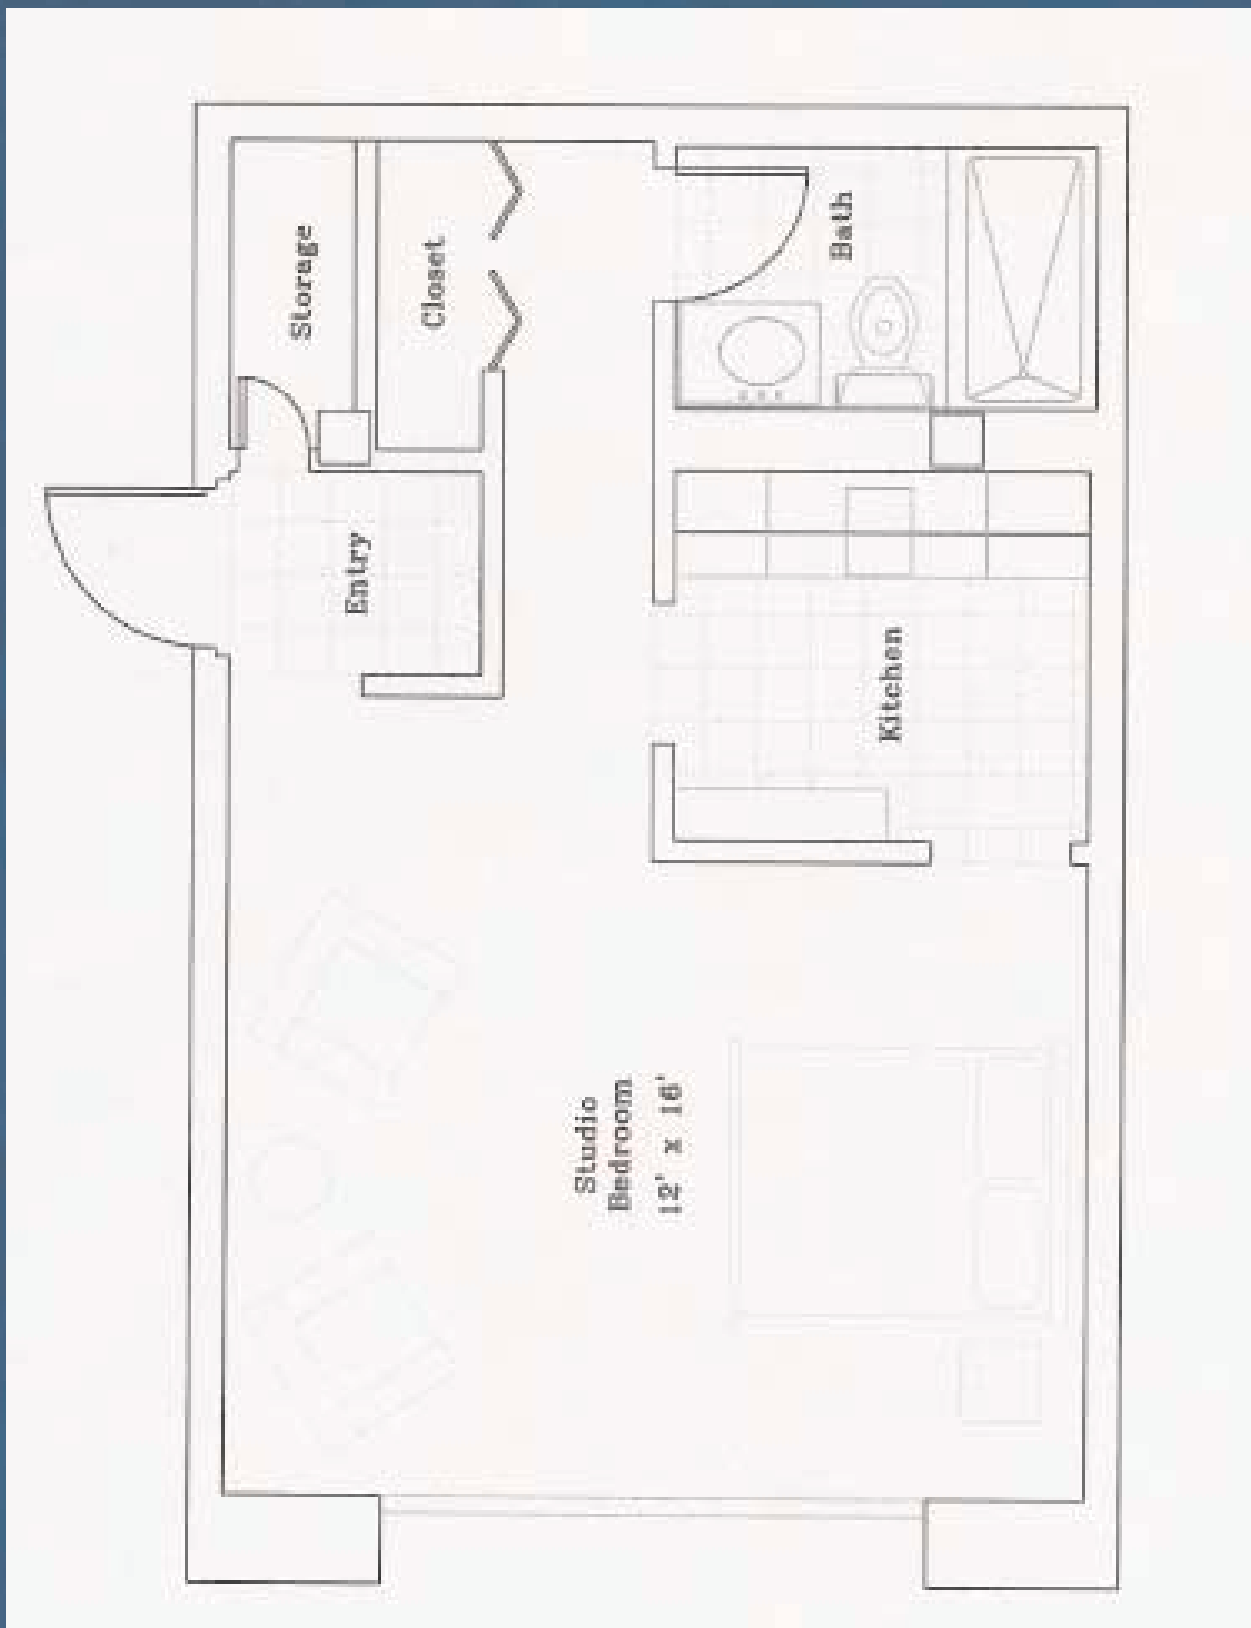 Storage
Closet
Bath
Entry
Kitchen
Studio
Bedroom
12' x 16'